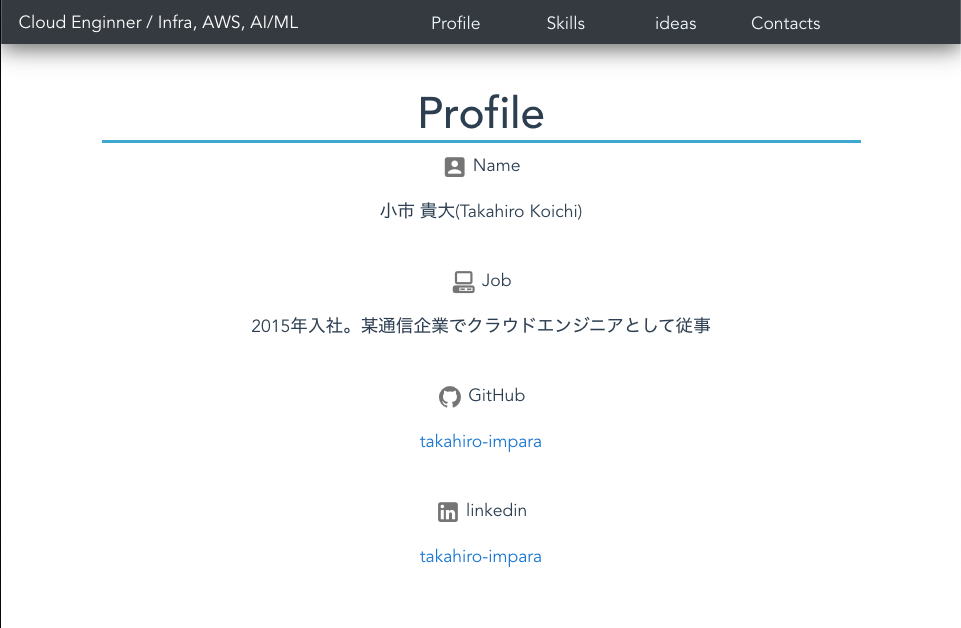 Cloud Enginner / Infra, AWS, AI/ML Profile Skills ideas Contacts
Profile
Name
小市 貴大(Takahiro Koichi)
Job
2015年入社。某通信企業でクラウドエンジニアとして従事
GitHub
takahiro-impara
linkedin
takahiro-impara